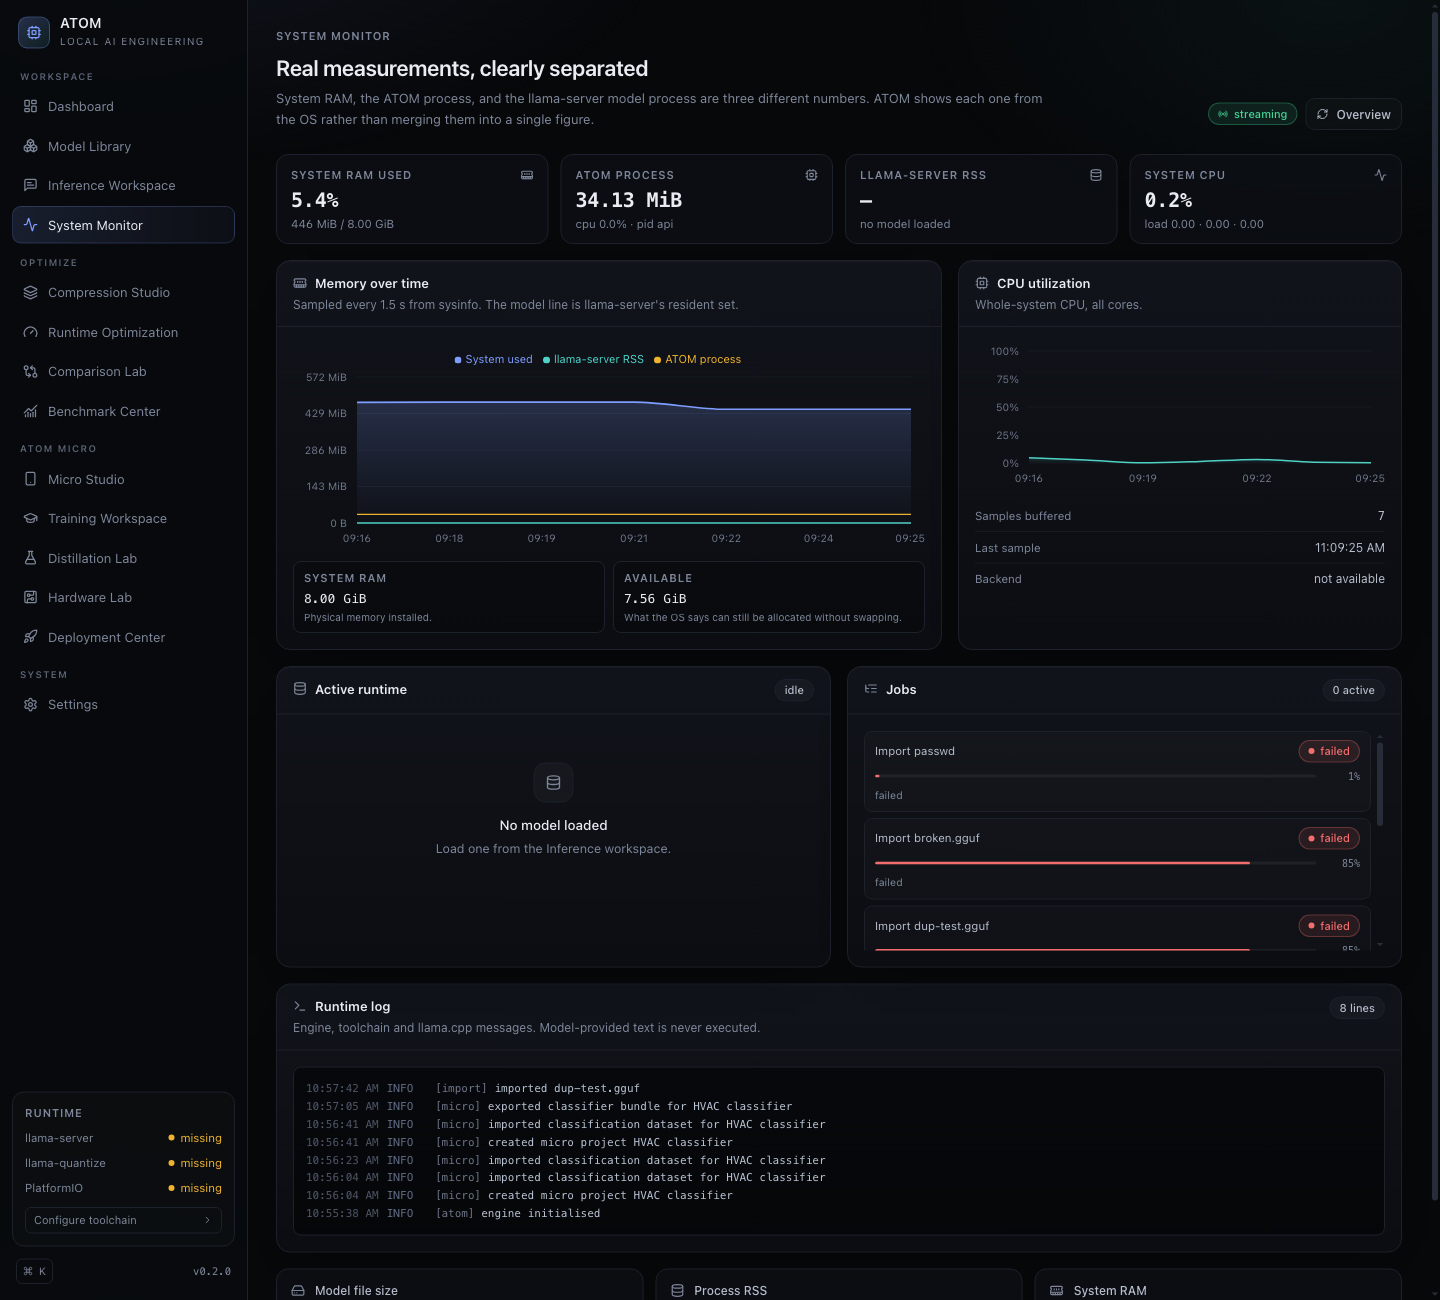 ATOM
LOCAL AI ENGINEERING
WORKSPACE
Dashboard
Model Library
Inference Workspace
System Monitor
OPTIMIZE
Compression Studio
Runtime Optimization
Comparison Lab
Benchmark Center
ATOM MICRO
Micro Studio
Training Workspace
Distillation Lab
Hardware Lab
Deployment Center
SYSTEM
Settings
RUNTIME
llama-server missing
llama-quantize missing
PlatformIO missing
Configure toolchain
⌘ K v0.2.0
SYSTEM MONITOR
Real measurements, clearly separated
System RAM, the ATOM process, and the llama-server model process are three different numbers. ATOM shows each one from
the OS rather than merging them into a single figure.
streaming
Overview
SYSTEM RAM USED
5.4%
446 MiB / 8.00 GiB
ATOM PROCESS
34.13 MiB
cpu 0.0% · pid api
LLAMA-SERVER RSS
—
no model loaded
SYSTEM CPU
0.2%
load 0.00 · 0.00 · 0.00
Memory over time
Sampled every 1.5 s from sysinfo. The model line is llama-server's resident set.
System used llama-server RSS ATOM process
572 MiB
429 MiB
286 MiB
143 MiB
0 B
09:16 09:18 09:19 09:21 09:22 09:24 09:25
SYSTEM RAM
8.00 GiB
Physical memory installed.
AVAILABLE
7.56 GiB
What the OS says can still be allocated without swapping.
CPU utilization
Whole-system CPU, all cores.
100%
75%
50%
25%
0%
09:16 09:19 09:22 09:25
Samples buffered 7
Last sample 11:09:25 AM
Backend not available
Active runtime
idle
No model loaded
Load one from the Inference workspace.
Jobs
0 active
Import passwd failed
1%
failed
Import broken.gguf failed
85%
failed
Import dup-test.gguf failed
85%
Runtime log
8 lines
Engine, toolchain and llama.cpp messages. Model-provided text is never executed.
10:57:42 AM INFO [import] imported dup-test.gguf
10:57:05 AM INFO [micro] exported classifier bundle for HVAC classifier
10:56:41 AM INFO [micro] imported classification dataset for HVAC classifier
10:56:41 AM INFO [micro] created micro project HVAC classifier
10:56:23 AM INFO [micro] imported classification dataset for HVAC classifier
10:56:04 AM INFO [micro] imported classification dataset for HVAC classifier
10:56:04 AM INFO [micro] created micro project HVAC classifier
10:55:38 AM INFO [atom] engine initialised
Model file size
Process RSS
System RAM